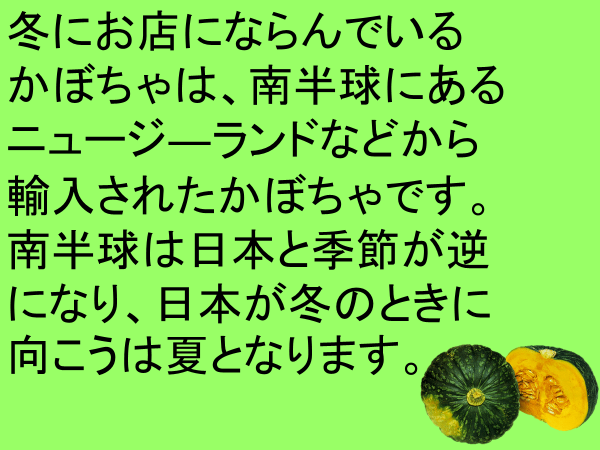 冬にお店にならんでいる
かぼちゃは、南半球にある
ニュージ―ランドなどから
輸入されたかぼちゃです。
南半球は日本と季節が逆
になり、日本が冬のときに
向こうは夏となります。